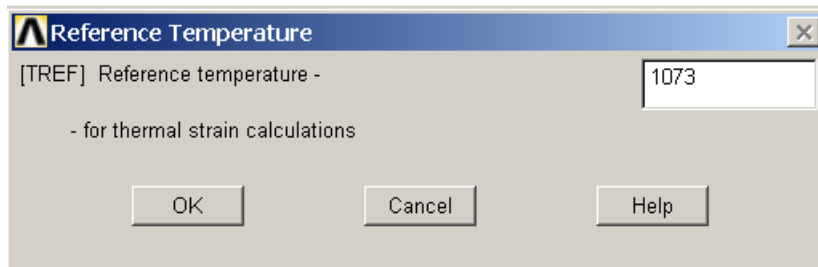 Reference Temperature
[TREF] Reference temperature -
1073
- for thermal strain calculations
OK
Cancel
Help